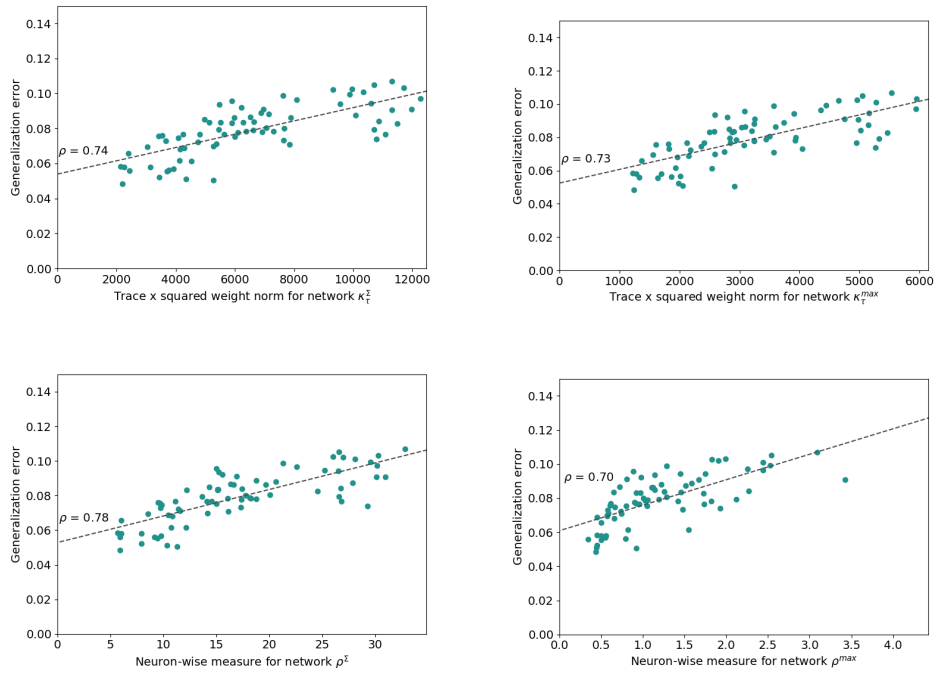 0.14
0.12
0.10
0.08
0.06
0.04
0.02
0.00
Generalization error
ρ = 0.74
0 2000 4000 6000 8000 10000 12000
Trace x squared weight norm for network κ_τ^Σ
0.14
0.12
0.10
0.08
0.06
0.04
0.02
0.00
Generalization error
ρ = 0.73
0 1000 2000 3000 4000 5000 6000
Trace x squared weight norm for network κ_τ^max
0.14
0.12
0.10
0.08
0.06
0.04
0.02
0.00
Generalization error
ρ = 0.78
0 5 10 15 20 25 30
Neuron-wise measure for network ρ^Σ
0.14
0.12
0.10
0.08
0.06
0.04
0.02
0.00
Generalization error
ρ = 0.70
0.0 0.5 1.0 1.5 2.0 2.5 3.0 3.5 4.0
Neuron-wise measure for network ρ^max